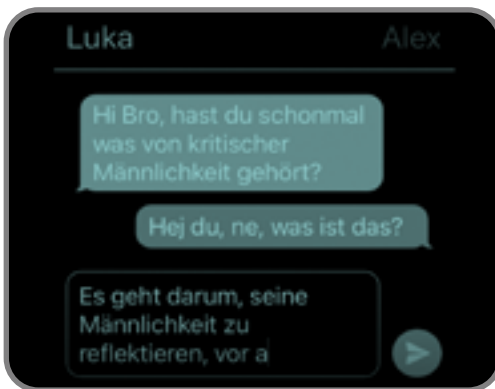 Luka
Alex
Hi Bro, hast du schonmal
was von kritischer
Männlichkeit gehört?
Hej du, ne, was ist das?
Es geht darum, seine
Männlichkeit zu
reflektieren, vor a